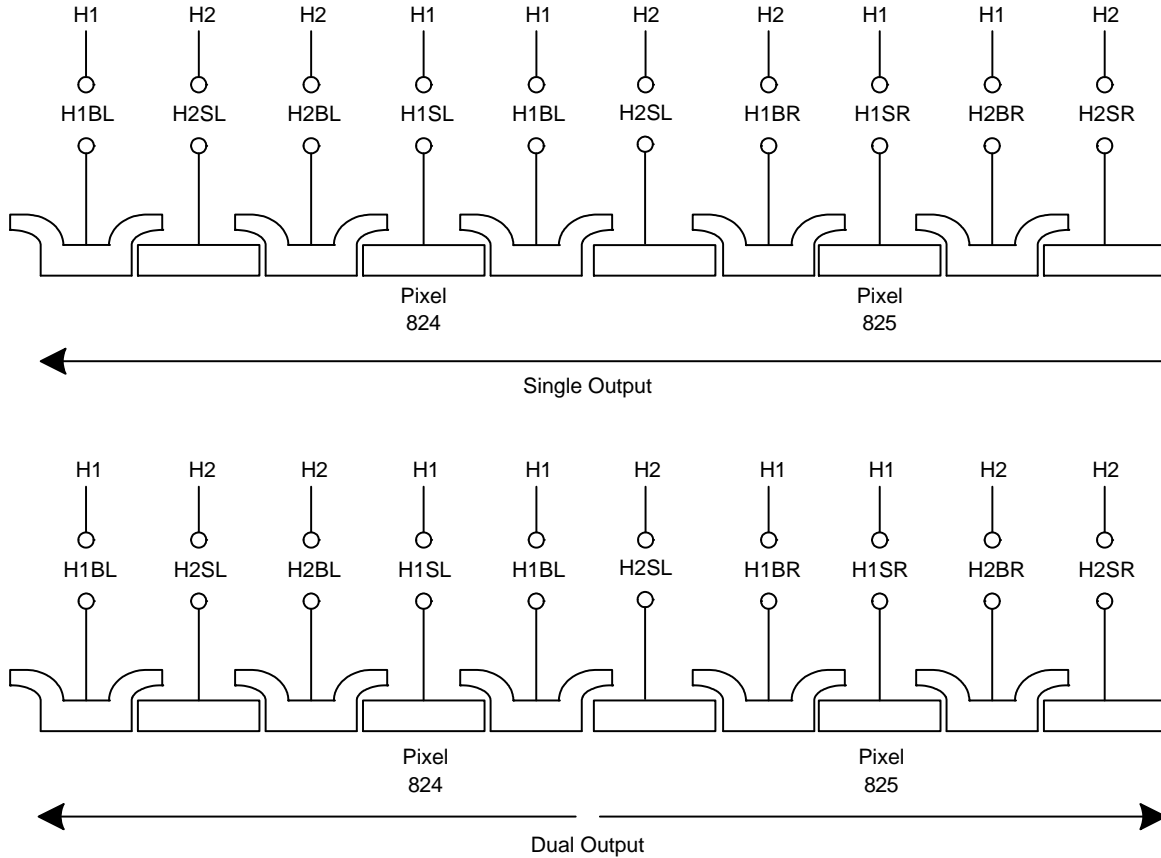 H1 H2 H2 H1 H1 H2 H2 H1 H1 H2
H1BL H2SL H2BL H1SL H1BL H2SL H1BR H1SR H2BR H2SR
Pixel Pixel
824 825
Single Output
H1 H2 H2 H1 H1 H2 H1 H1 H2 H2
H1BL H2SL H2BL H1SL H1BL H2SL H1BR H1SR H2BR H2SR
Pixel Pixel
824 825
Dual Output